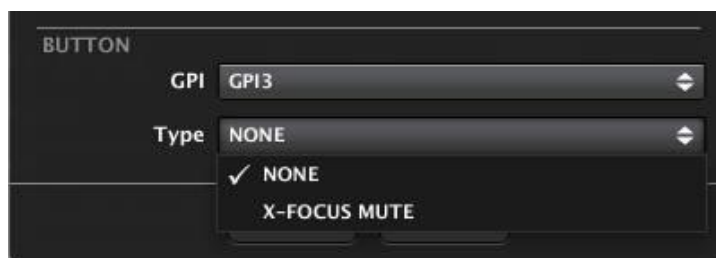 BUTTON
GPI GPI3
Type NONE
✓ NONE
X-FOCUS MUTE